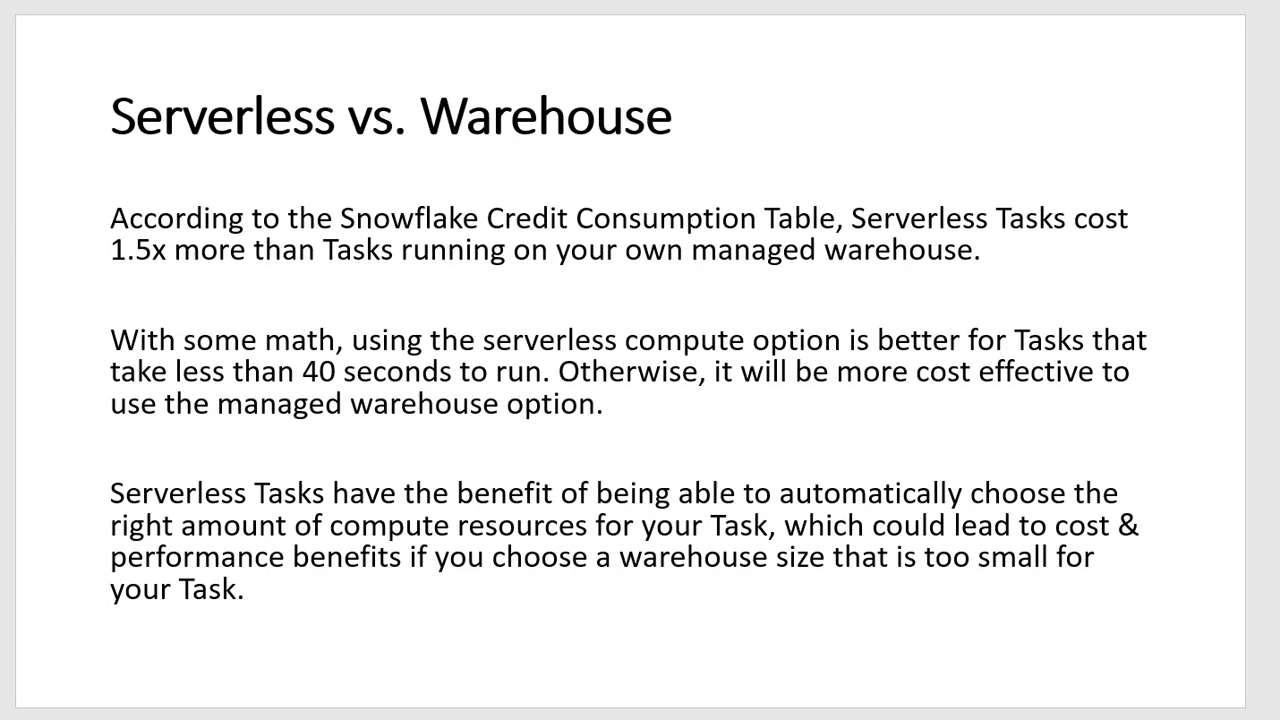 Serverless vs. Warehouse
According to the Snowflake Credit Consumption Table, Serverless Tasks cost
1.5x more than Tasks running on your own managed warehouse.
With some math, using the serverless compute option is better for Tasks that
take less than 40 seconds to run. Otherwise, it will be more cost effective to
use the managed warehouse option.
Serverless Tasks have the benefit of being able to automatically choose the
right amount of compute resources for your Task, which could lead to cost &
performance benefits if you choose a warehouse size that is too small for
your Task.